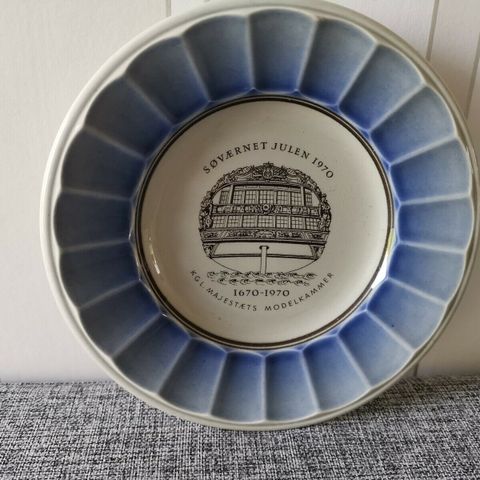 SØVÆRNET JULEN 1970
1670-1970
KGL. MAJESTÆTS MODELKAMMER